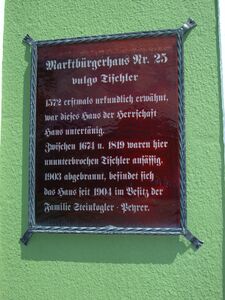 Marktbürgerhaus Nr. 25
vulgo Tischler
1572 erstmals urkundlich erwähnt,
war dieses Haus der Herrschaft
Haus untertänig.
Zwischen 1674 u. 1819 waren hier
ununterbrochen Tischler ansässig.
1903 abgebrannt, befindet sich
das Haus seit 1904 im Besitz der
Familie Steinkogler - Peyrer.